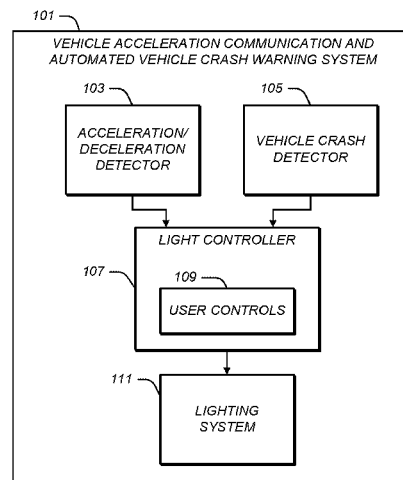 101
VEHICLE ACCELERATION COMMUNICATION AND
AUTOMATED VEHICLE CRASH WARNING SYSTEM
103
ACCELERATION/
DECELERATION
DETECTOR
105
VEHICLE CRASH
DETECTOR
LIGHT CONTROLLER
107
109
USER CONTROLS
111
LIGHTING
SYSTEM